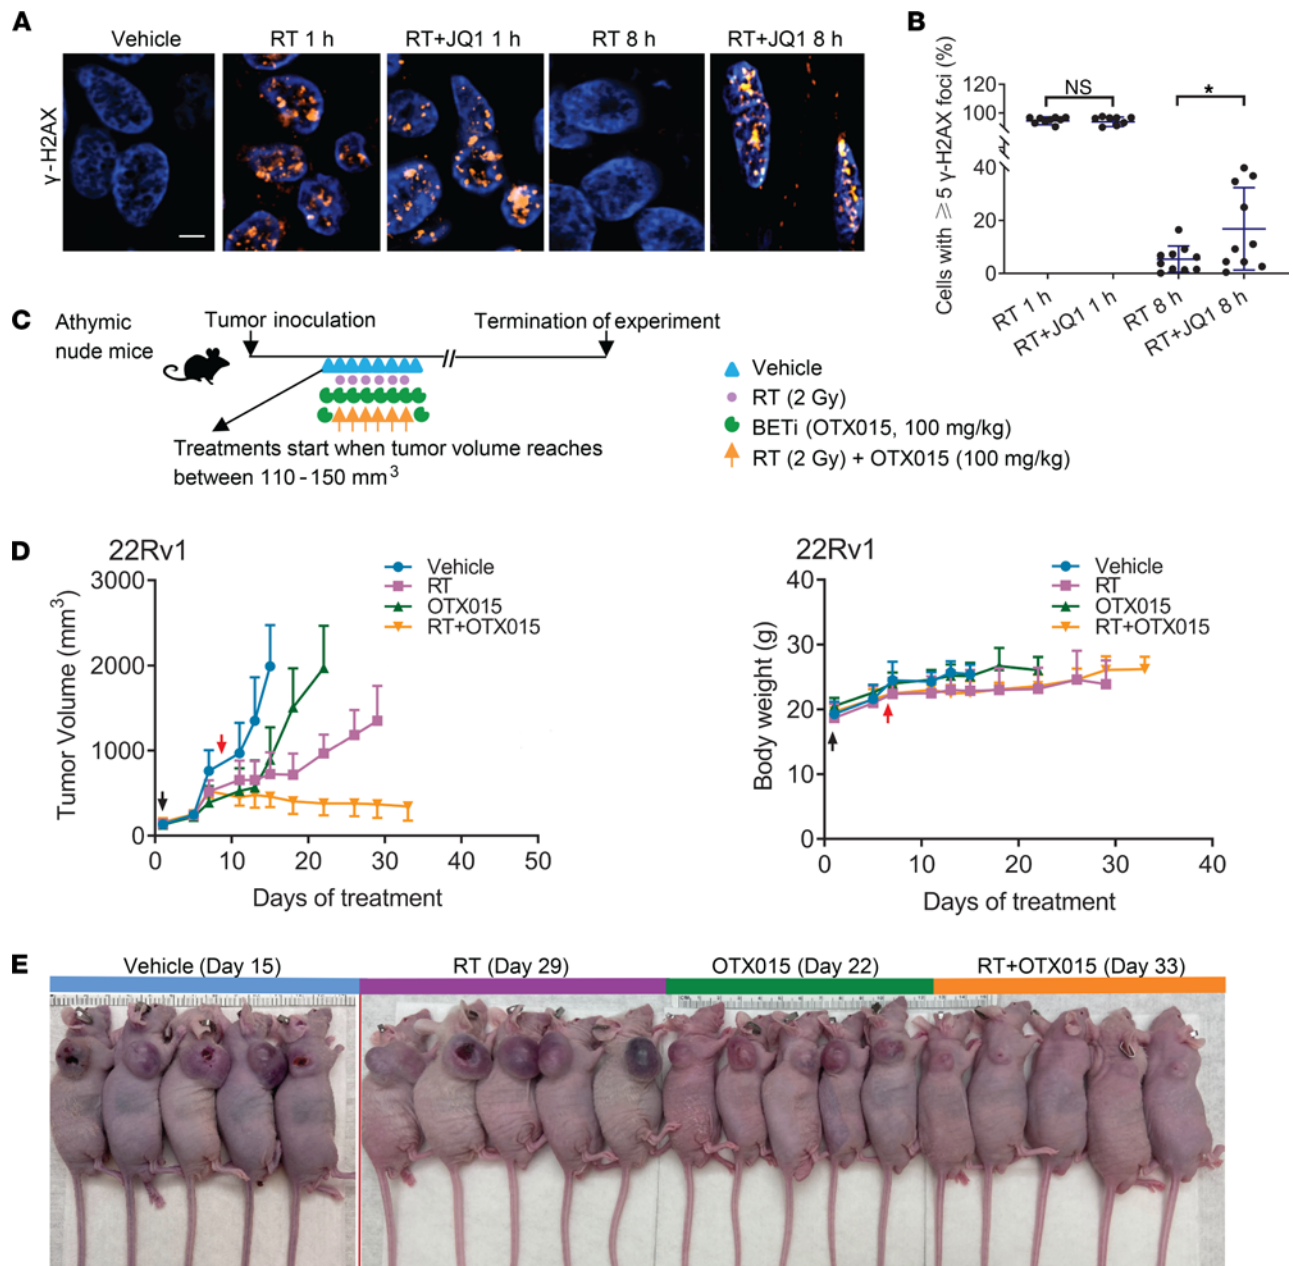 A
Vehicle
RT 1 h
RT+JQ1 1 h
RT 8 h
RT+JQ1 8 h
γ-H2AX
B
Cells with ⩾ 5 γ-H2AX foci (%)
120
100
40
20
0
NS
*
RT 1 h
RT+JQ1 1 h
RT 8 h
RT+JQ1 8 h
C
Athymic
nude mice
Tumor inoculation
Termination of experiment
Treatments start when tumor volume reaches
between 110-150 mm³
Vehicle
RT (2 Gy)
BETi (OTX015, 100 mg/kg)
RT (2 Gy) + OTX015 (100 mg/kg)
D
22Rv1
Vehicle
RT
OTX015
RT+OTX015
Tumor Volume (mm³)
3000
2000
1000
0
0 10 20 30 40 50
Days of treatment
22Rv1
Vehicle
RT
OTX015
RT+OTX015
Body weight (g)
40
30
20
10
0
0 10 20 30 40
Days of treatment
E
Vehicle (Day 15)
RT (Day 29)
OTX015 (Day 22)
RT+OTX015 (Day 33)